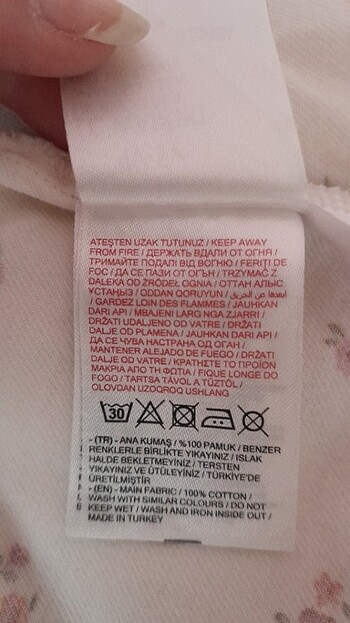 ATEŞTEN UZAK TUTUNUZ / KEEP AWAY
FROM FIRE / ДЕРЖАТЬ ВДАЛИ ОТ ОГНЯ /
ТРИМАЙТЕ ПОДАЛІ ВІД ВОГНЮ / FERIȚI DE
FOC / ДА СЕ ПАЗИ ОТ ОГЪН / TRZYMAĆ Z
DALEKA OD ŹRÓDEŁ OGNIA / ОТТАН АЛЫС
ҰСТАҢЫЗ / ODDAN QORUYUN / ابعدها عن الحريق
/ GARDEZ LOIN DES FLAMMES / JAUHKAN
DARI API / MBAJENI LARG NGA ZJARRI /
DRŽATI UDALJENO OD VATRE / DRŽATI
DALJE OD PLAMENA / JAUHKAN DARI API /
ДА СЕ ЧУВА НАСТРАНА ОД ОГАН /
MANTENER ALEJADO DE FUEGO / DRŽATI
DALJE OD VATRE / ΚΡΑΤΗΣΤΕ ΤΟ ΠΡΟΪΟΝ
ΜΑΚΡΙΑ ΑΠΟ ΤΗ ΦΩΤΙΑ / FIQUE LONGE DO
FOGO / TARTSA TÁVOL A TŰZTŐL /
OLOVDAN UZOQROQ USHLANG
30
- (TR) - ANA KUMAŞ / %100 PAMUK / BENZER
RENKLERLE BİRLİKTE YIKAYINIZ / ISLAK
HALDE BEKLETMEYİNİZ / TERSTEN
YIKAYINIZ VE ÜTÜLEYİNİZ / TÜRKİYE'DE
ÜRETİLMİŞTİR
- (EN) - MAIN FABRIC / 100% COTTON /
WASH WITH SIMILAR COLOURS / DO NOT
KEEP WET / WASH AND IRON INSIDE OUT /
MADE IN TURKEY